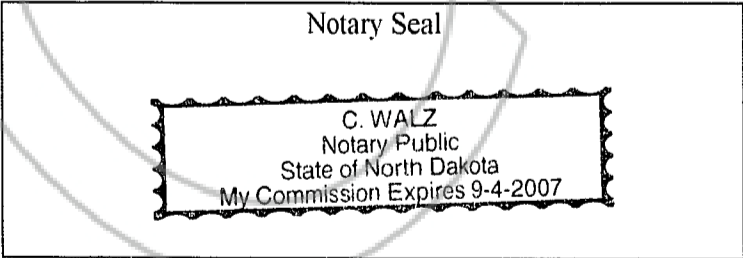 Notary Seal
C. WALZ
Notary Public
State of North Dakota
My Commission Expires 9-4-2007